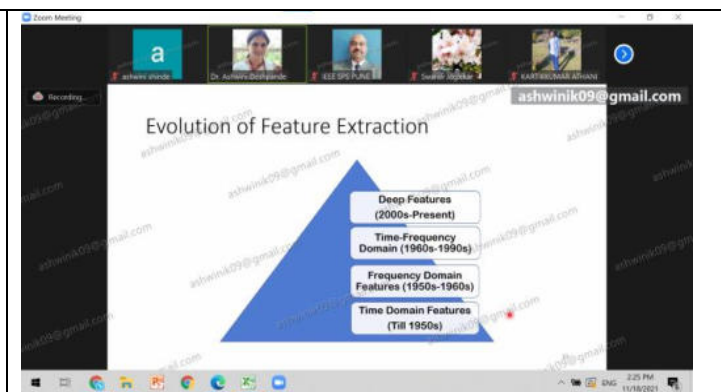 Zoom Meeting
a
ashwini shinde
Dr. Ashwini Deshpande
IEEE SPS PUNE
Swarali Joglekar
KARTIKKUMAR ATHANI
Recording...
ashwinik09@gmail.com
Evolution of Feature Extraction
Deep Features
(2000s-Present)
Time-Frequency
Domain (1960s-1990s)
Frequency Domain
Features (1950s-1960s)
Time Domain Features
(Till 1950s)
ENG
2:25 PM
11/18/2021